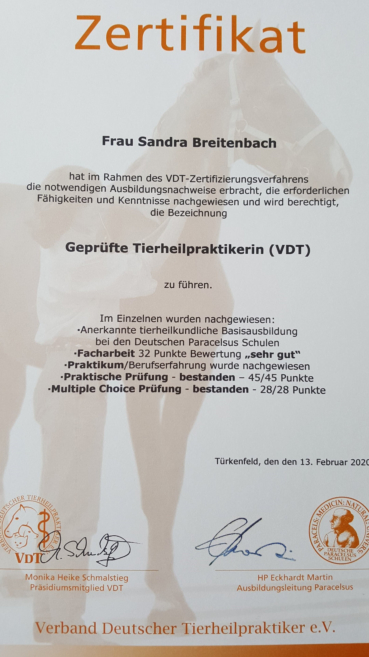 Zertifikat
Frau Sandra Breitenbach
hat im Rahmen des VDT-Zertifizierungsverfahrens
die notwendigen Ausbildungsnachweise erbracht, die erforderlichen
Fähigkeiten und Kenntnisse nachgewiesen und wird berechtigt,
die Bezeichnung
Geprüfte Tierheilpraktikerin (VDT)
zu führen.
Im Einzelnen wurden nachgewiesen:
•Anerkannte tierheilkundliche Basisausbildung
bei den Deutschen Paracelsus Schulen
•Facharbeit 32 Punkte Bewertung „sehr gut“
•Praktikum/Berufserfahrung wurde nachgewiesen
•Praktische Prüfung - bestanden – 45/45 Punkte
•Multiple Choice Prüfung - bestanden - 28/28 Punkte
Türkenfeld, den den 13. Februar 2020
VDT
DEUTSCHE
PARACELSUS
SCHULEN
Monika Heike Schmalstieg
Präsidiumsmitglied VDT
HP Eckhardt Martin
Ausbildungsleitung Paracelsus
Verband Deutscher Tierheilpraktiker e.V.